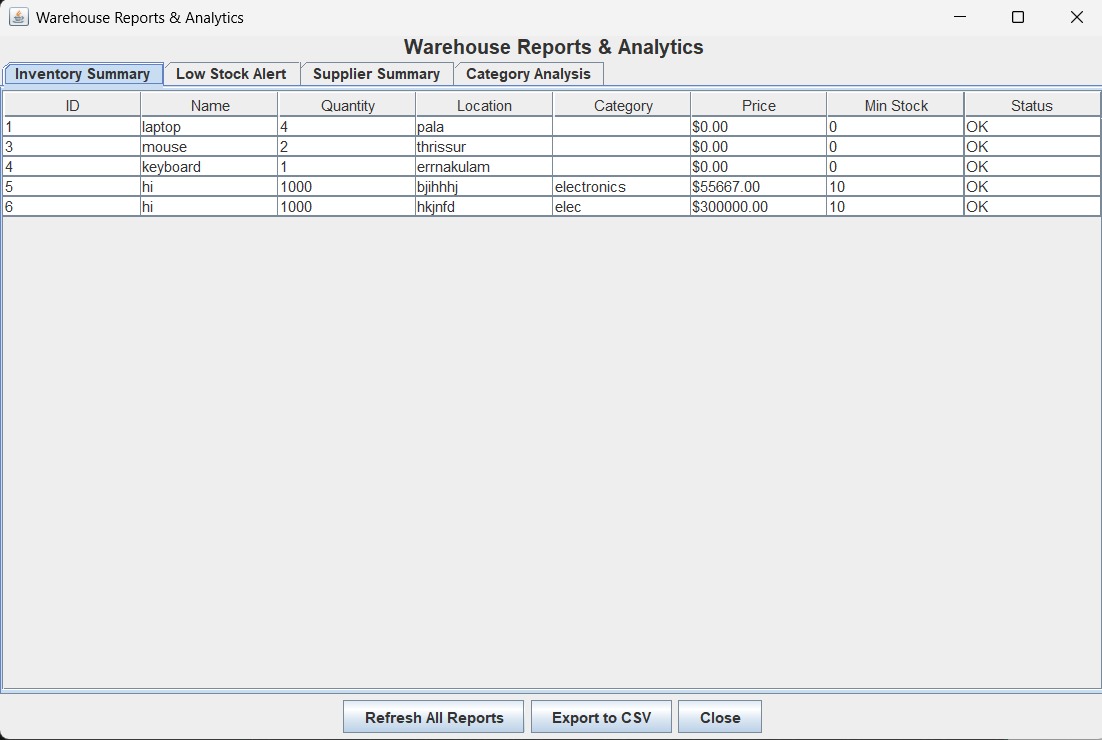 Warehouse Reports & Analytics
Warehouse Reports & Analytics
Inventory Summary Low Stock Alert Supplier Summary Category Analysis
ID Name Quantity Location Category Price Min Stock Status
1 laptop 4 pala $0.00 0 OK
3 mouse 2 thrissur $0.00 0 OK
4 keyboard 1 errnakulam $0.00 0 OK
5 hi 1000 bjihhhj electronics $55667.00 10 OK
6 hi 1000 hkjnfd elec $300000.00 10 OK
Refresh All Reports Export to CSV Close